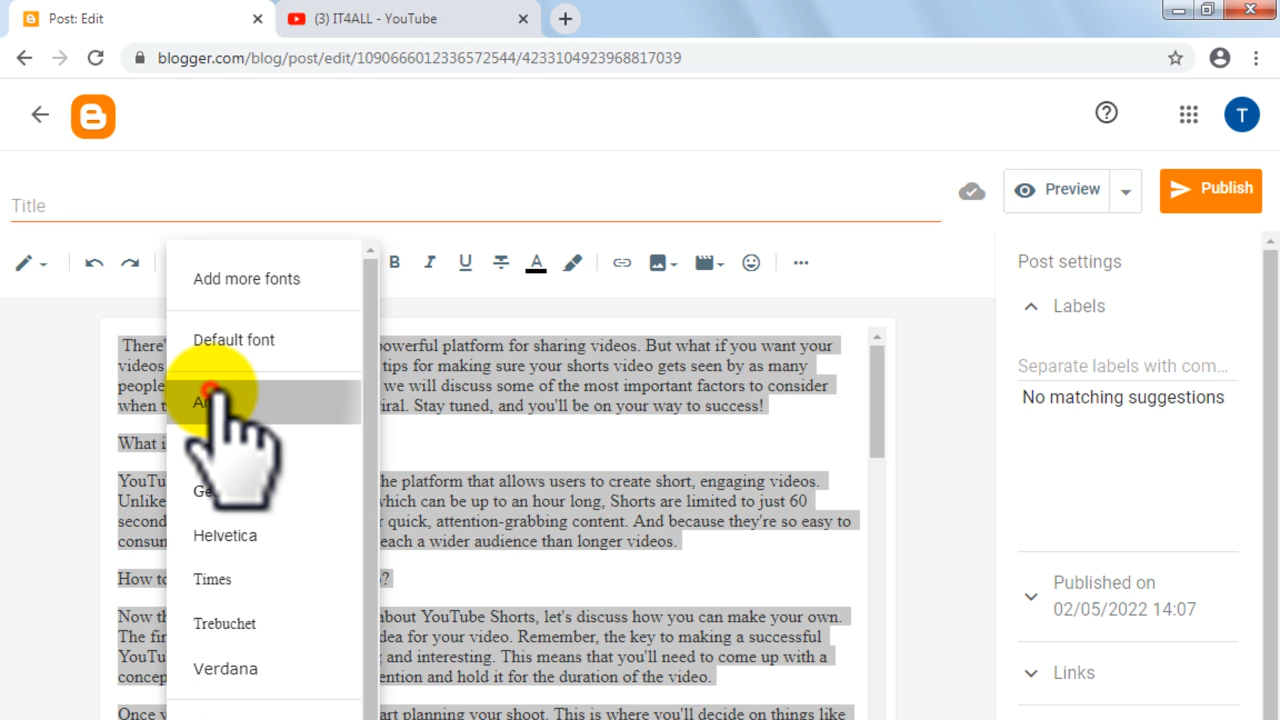 Post: Edit
(3) IT4ALL - YouTube
blogger.com/blog/post/edit/1090666012336572544/4233104923968817039
T
Title
Preview
Publish
B
I
U
A
Add more fonts
Default font
Helvetica
Times
Trebuchet
Verdana
There' powerful platform for sharing videos. But what if you want your
videos tips for making sure your shorts video gets seen by as many
people we will discuss some of the most important factors to consider
when t iral. Stay tuned, and you'll be on your way to success!
What i
YouTu he platform that allows users to create short, engaging videos.
Unlike which can be up to an hour long, Shorts are limited to just 60
second r quick, attention-grabbing content. And because they're so easy to
consun each a wider audience than longer videos.
How to ?
Now th about YouTube Shorts, let's discuss how you can make your own.
The fir dea for your video. Remember, the key to making a successful
YouTu and interesting. This means that you'll need to come up with a
concep ention and hold it for the duration of the video.
Once y art planning your shoot. This is where you'll decide on things like
Post settings
Labels
Separate labels with com...
No matching suggestions
Published on
02/05/2022 14:07
Links